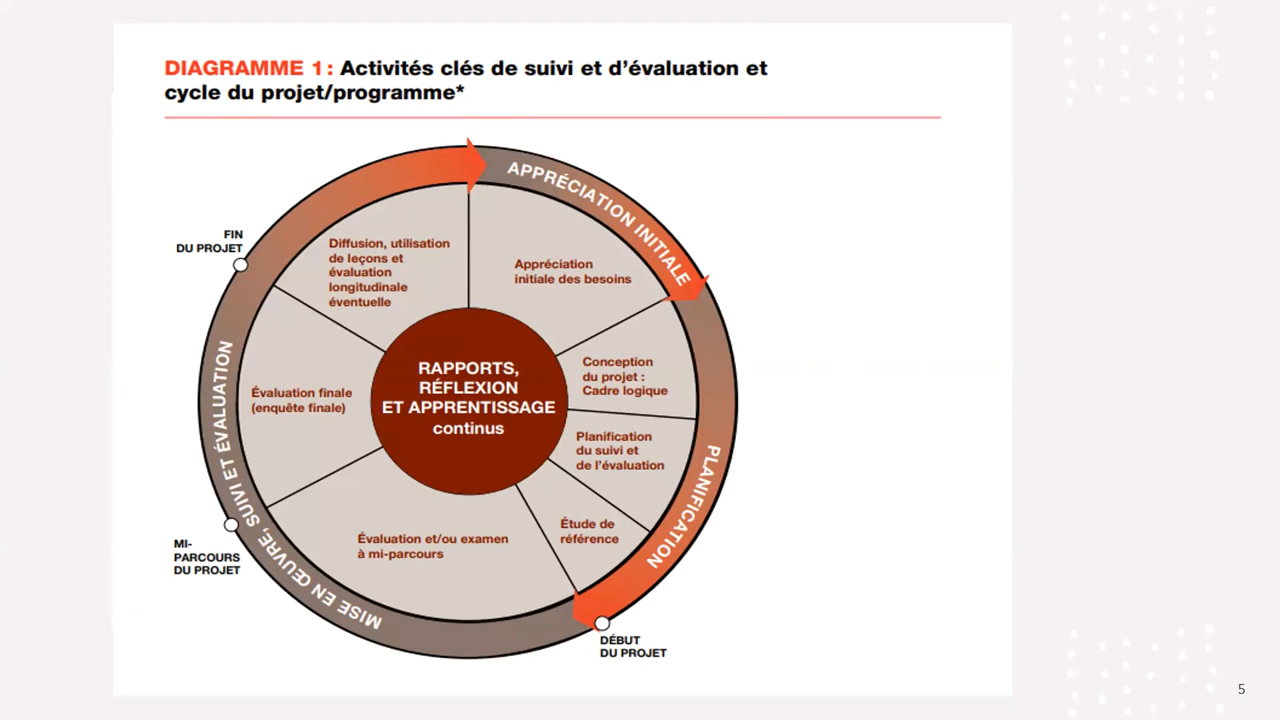 DIAGRAMME 1 : Activités clés de suivi et d'évaluation et
cycle du projet/programme*
APPRÉCIATION INITIALE
FIN
DU PROJET
Diffusion, utilisation
de leçons et
évaluation
longitudinale
éventuelle
Appréciation
initiale des besoins
RAPPORTS,
RÉFLEXION
ET APPRENTISSAGE
continus
Conception
du projet :
Cadre logique
Évaluation finale
(enquête finale)
Planification
du suivi et
de l'évaluation
PLANIFICATION
Étude de
référence
Évaluation et/ou examen
à mi-parcours
MISE EN ŒUVRE, SUIVI ET ÉVALUATION
MI-
PARCOURS
DU PROJET
DÉBUT
DU PROJET
5